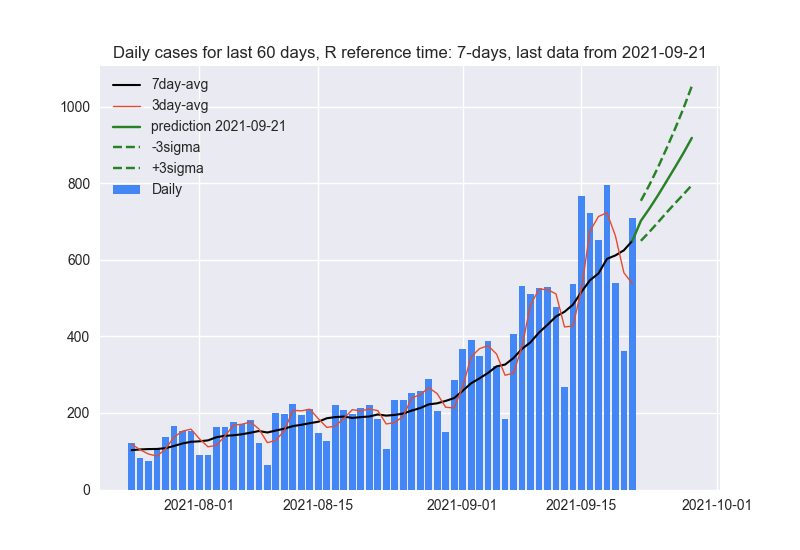 Daily cases for last 60 days, R reference time: 7-days, last data from 2021-09-21
7day-avg
3day-avg
prediction 2021-09-21
-3sigma
+3sigma
Daily
1000
800
600
400
200
0
2021-08-01 2021-08-15 2021-09-01 2021-09-15 2021-10-01